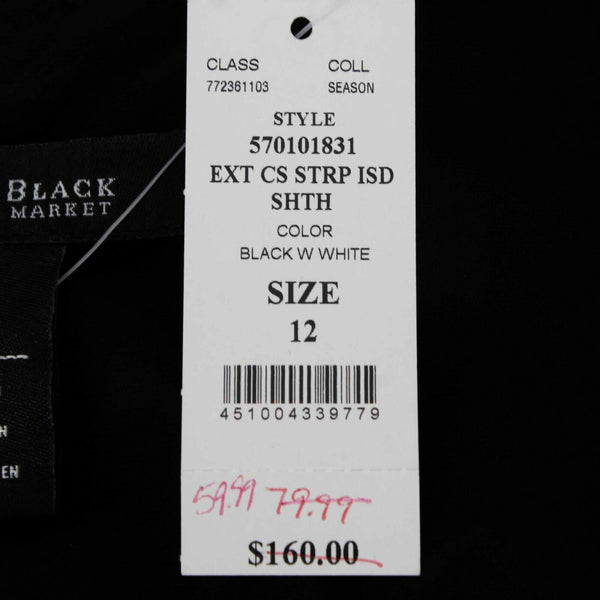 CLASS COLL
772361103 SEASON
STYLE
570101831
EXT CS STRP ISD
SHTH
COLOR
BLACK W WHITE
SIZE
12
451004339779
59.99 79.99
$160.00
BLACK
MARKET
EN